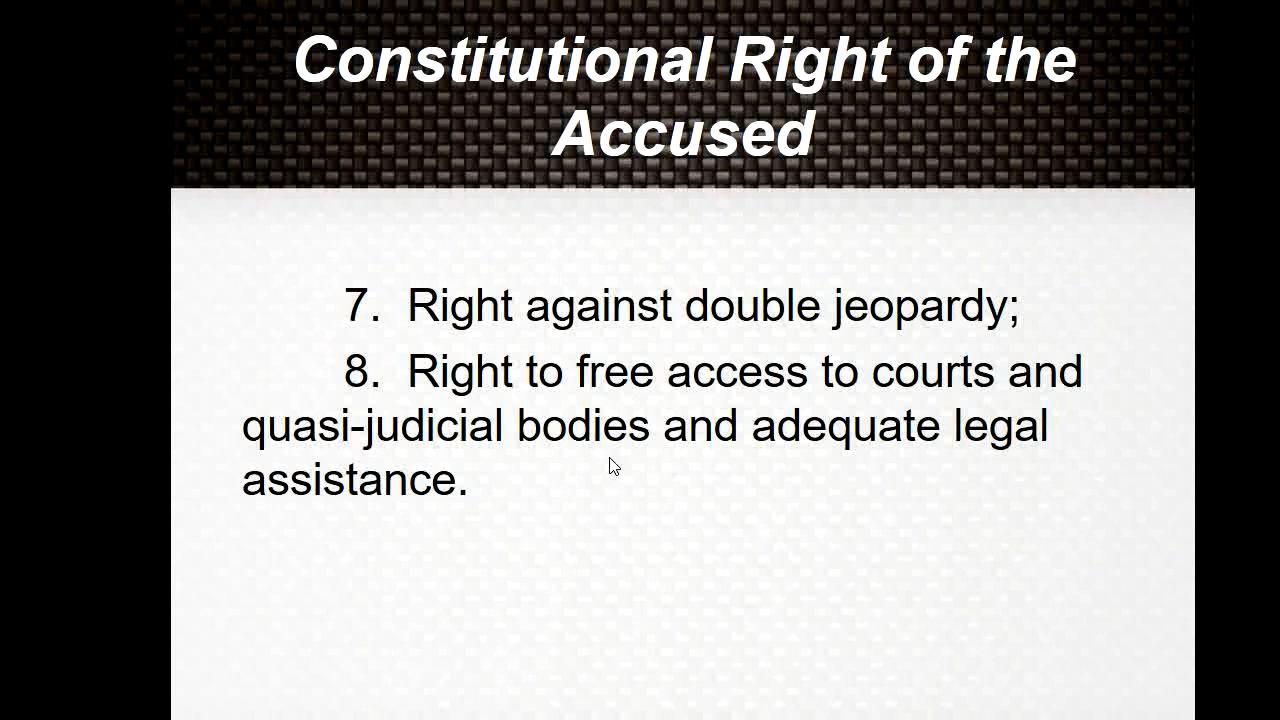 Constitutional Right of the
Accused
7. Right against double jeopardy;
8. Right to free access to courts and
quasi-judicial bodies and adequate legal
assistance.